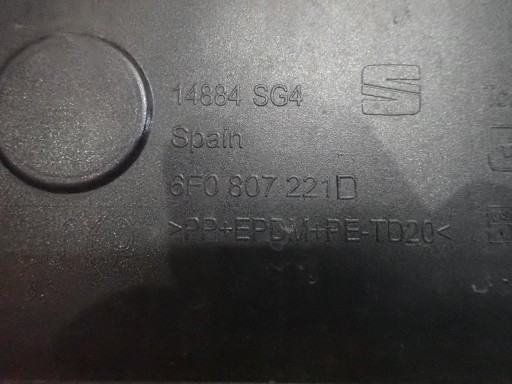 14884 SG4
Spain
6F0 807 221D
>PP+EPDM+PE-TD20<